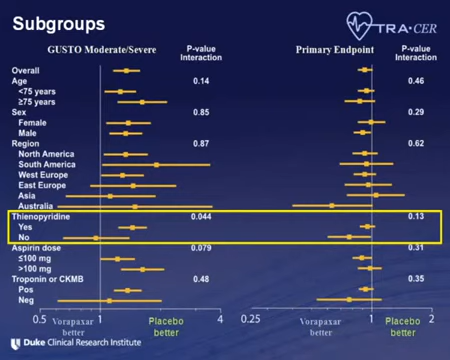 Subgroups
TRA•CER
GUSTO Moderate/Severe P-value Interaction Primary Endpoint P-value Interaction
Overall
Age 0.14 0.46
<75 years
≥75 years
Sex 0.85 0.29
Female
Male
Region 0.87 0.62
North America
South America
West Europe
East Europe
Asia
Australia
Thienopyridine 0.044 0.13
Yes
No
Aspirin dose 0.079 0.31
≤100 mg
>100 mg
Troponin or CKMB 0.48 0.35
Pos
Neg
0.5 1 4 0.25 1 2
Vorapaxar better Placebo better Vorapaxar better Placebo better
Duke Clinical Research Institute